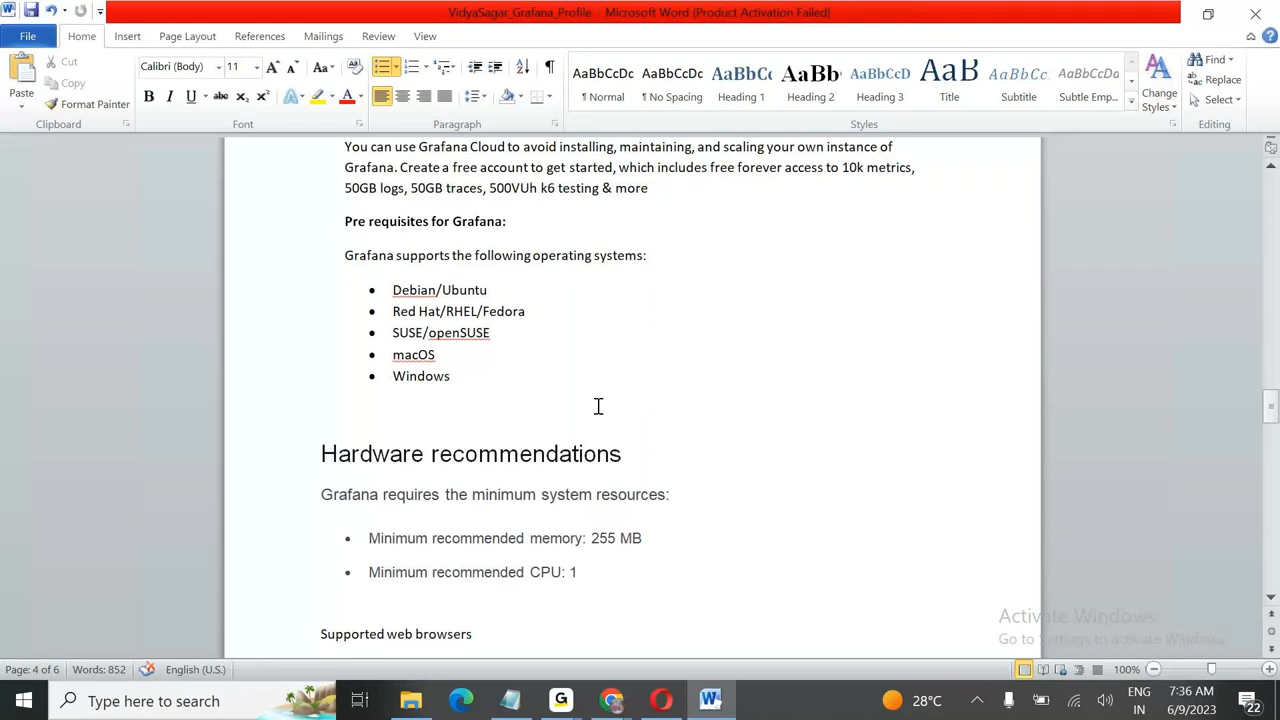 VidyaSagar_Grafana_Profile - Microsoft Word (Product Activation Failed)
File Home Insert Page Layout References Mailings Review View
Paste
Cut
Copy
Format Painter
Calibri (Body) 11
AaBbCcDc AaBbCcDc AaBbCc AaBb AaBbCcD AaB AaBbCc. AaBbCcDc
¶ Normal ¶ No Spacing Heading 1 Heading 2 Heading 3 Title Subtitle Subtle Emp...
Change Styles
Find
Replace
Select
Clipboard Font Paragraph Styles Editing
You can use Grafana Cloud to avoid installing, maintaining, and scaling your own instance of
Grafana. Create a free account to get started, which includes free forever access to 10k metrics,
50GB logs, 50GB traces, 500VUh k6 testing & more
Pre requisites for Grafana:
Grafana supports the following operating systems:
• Debian/Ubuntu
• Red Hat/RHEL/Fedora
• SUSE/openSUSE
• macOS
• Windows
Hardware recommendations
Grafana requires the minimum system resources:
• Minimum recommended memory: 255 MB
• Minimum recommended CPU: 1
Supported web browsers
Activate Windows
Go to Settings to activate Windows.
Page: 4 of 6 Words: 852 English (U.S.) 100%
Type here to search
28°C
ENG
IN
7:36 AM
6/9/2023
22